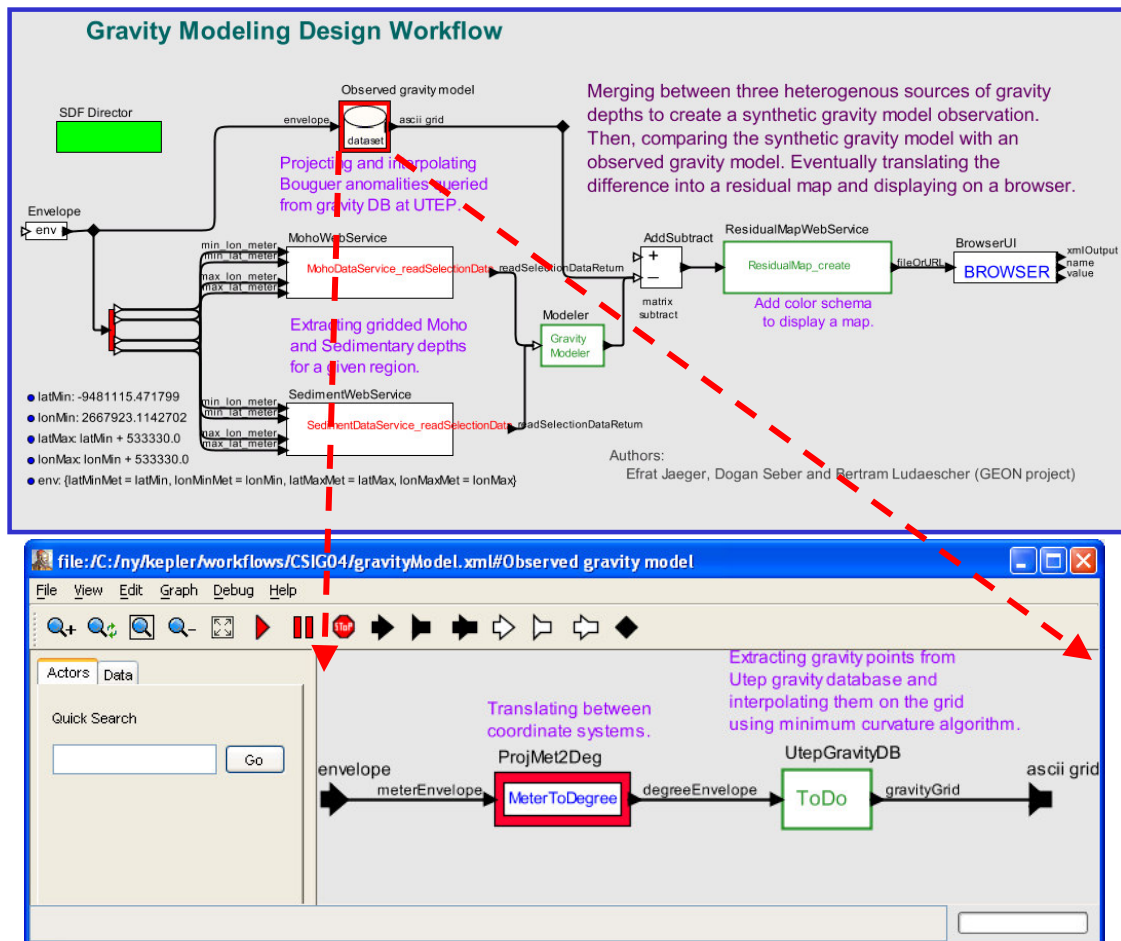 Gravity Modeling Design Workflow
SDF Director
Observed gravity model
envelope
dataset
ascii grid
Projecting and interpolating
Bouguer anomalies queried
from gravity DB at UTEP.
Merging between three heterogenous sources of gravity
depths to create a synthetic gravity model observation.
Then, comparing the synthetic gravity model with an
observed gravity model. Eventually translating the
difference into a residual map and displaying on a browser.
Envelope
env
min_lon_meter
min_lat_meter
max_lon_meter
max_lat_meter
MohoWebService
MohoDataService_readSelectionData
readSelectionDataReturn
Extracting gridded Moho
and Sedimentary depths
for a given region.
Modeler
Gravity
Modeler
AddSubtract
+
−
matrix
subtract
ResidualMapWebService
ResidualMap_create
fileOrURL
Add color schema
to display a map.
BrowserUI
BROWSER
xmlOutput
name
value
SedimentWebService
min_lon_meter
min_lat_meter
max_lon_meter
max_lat_meter
SedimentDataService_readSelectionData
readSelectionDataReturn
latMin: -9481115.471799
lonMin: 2667923.1142702
latMax: latMin + 533330.0
lonMax: lonMin + 533330.0
env: {latMinMet = latMin, lonMinMet = lonMin, latMaxMet = latMax, lonMaxMet = lonMax}
Authors:
Efrat Jaeger, Dogan Seber and Bertram Ludaescher (GEON project)
file:/C:/ny/kepler/workflows/CSIG04/gravityModel.xml#Observed gravity model
File View Edit Graph Debug Help
STOP
Actors Data
Quick Search
Go
Translating between
coordinate systems.
Extracting gravity points from
Utep gravity database and
interpolating them on the grid
using minimum curvature algorithm.
envelope
meterEnvelope
ProjMet2Deg
MeterToDegree
degreeEnvelope
UtepGravityDB
ToDo
gravityGrid
ascii grid